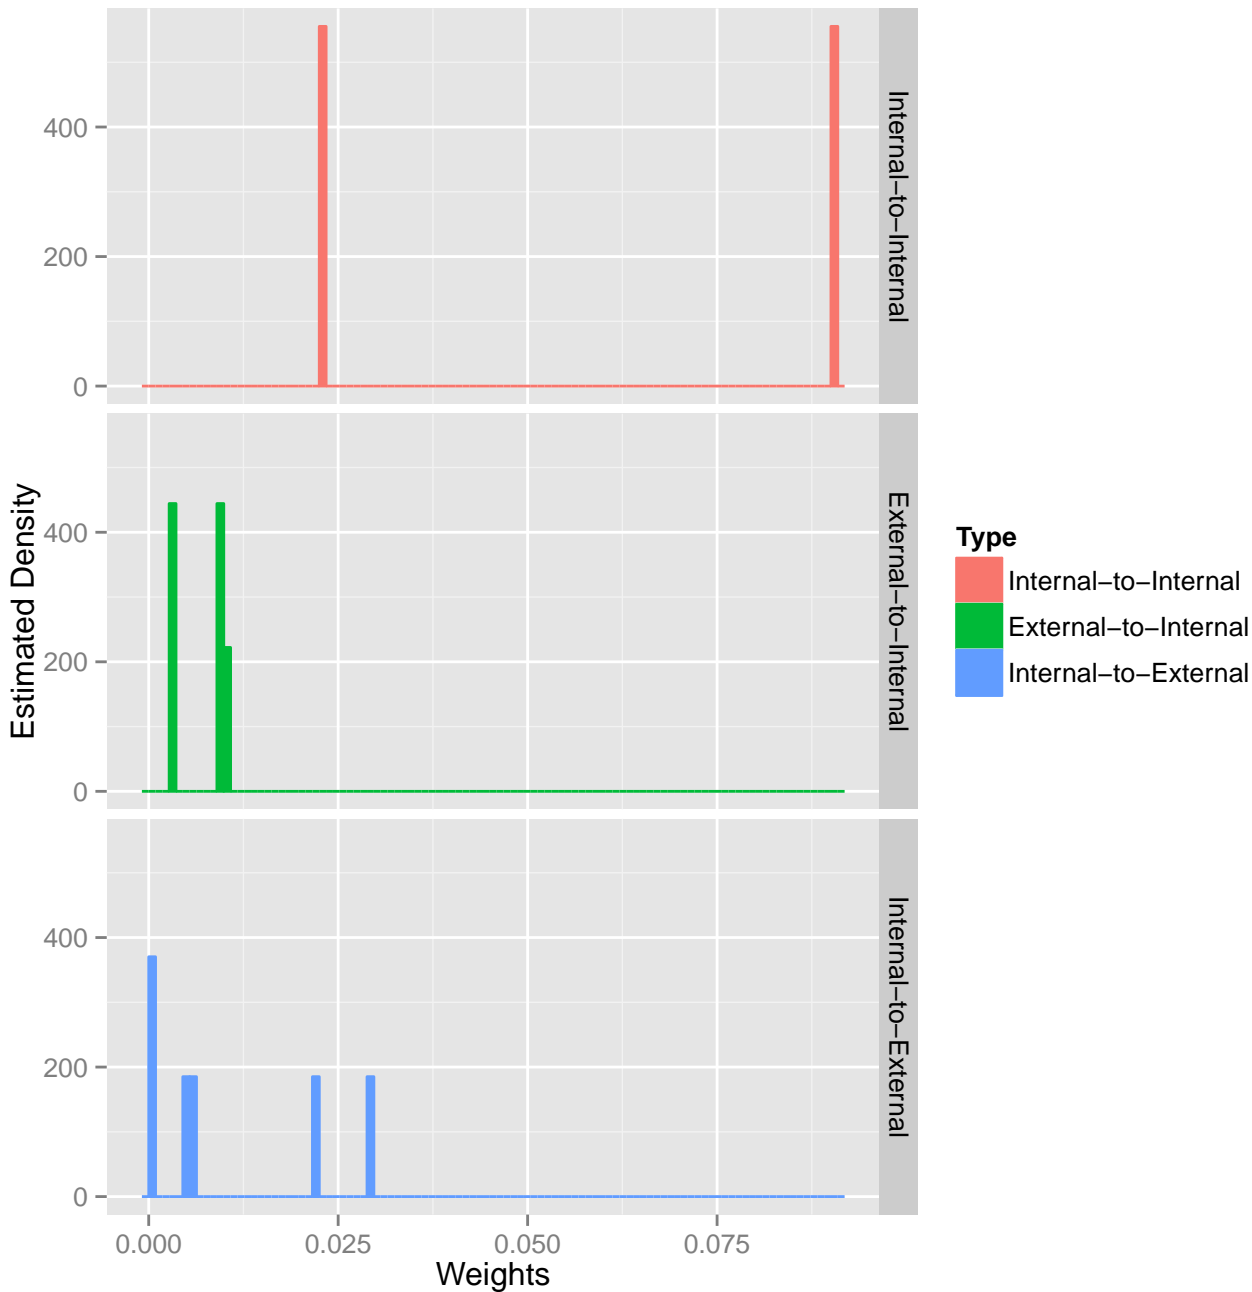 400
200
0
Internal−to−Internal
Estimated Density
400
200
0
External−to−Internal
400
200
0
Internal−to−External
0.000
0.025
0.050
0.075
Weights
Type
Internal−to−Internal
External−to−Internal
Internal−to−External